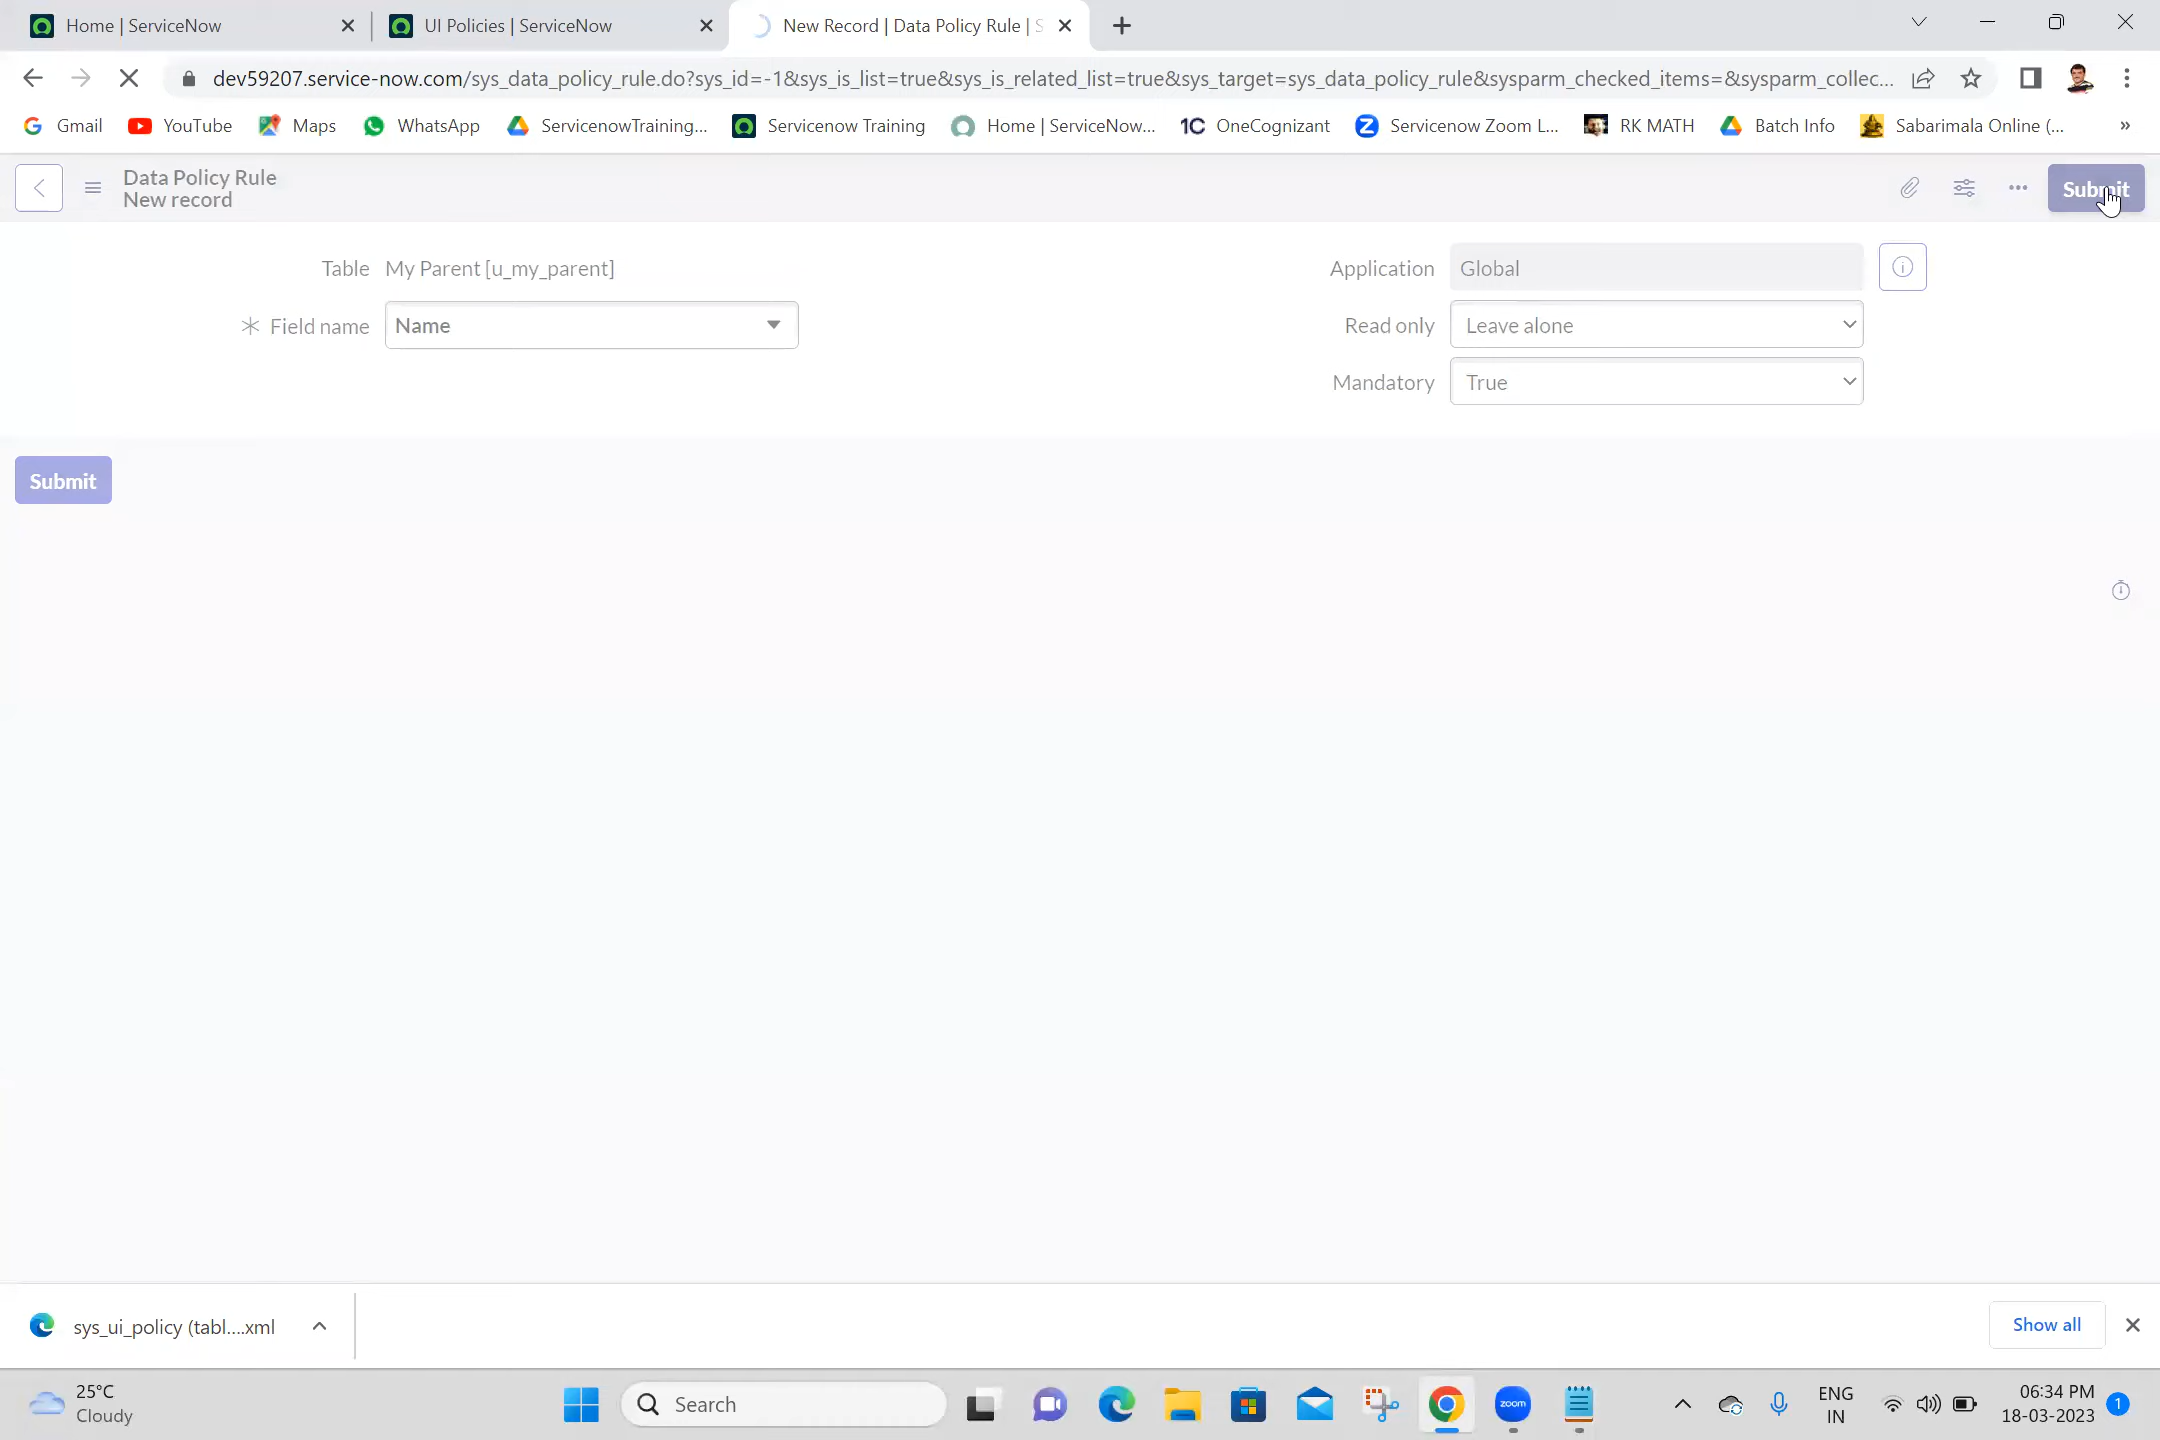 Home | ServiceNow
UI Policies | ServiceNow
New Record | Data Policy Rule | S
dev59207.service-now.com/sys_data_policy_rule.do?sys_id=-1&sys_is_list=true&sys_is_related_list=true&sys_target=sys_data_policy_rule&sysparm_checked_items=&sysparm_collec...
Gmail
YouTube
Maps
WhatsApp
ServicenowTraining...
Servicenow Training
Home | ServiceNow...
1C OneCognizant
Servicenow Zoom L...
RK MATH
Batch Info
Sabarimala Online (...
»
Data Policy Rule
New record
Submit
Table My Parent [u_my_parent]
Application Global
Field name Name
Read only Leave alone
Mandatory True
Submit
sys_ui_policy (tabl....xml
Show all
25°C
Cloudy
Search
zoom
ENG
IN
06:34 PM
18-03-2023
1